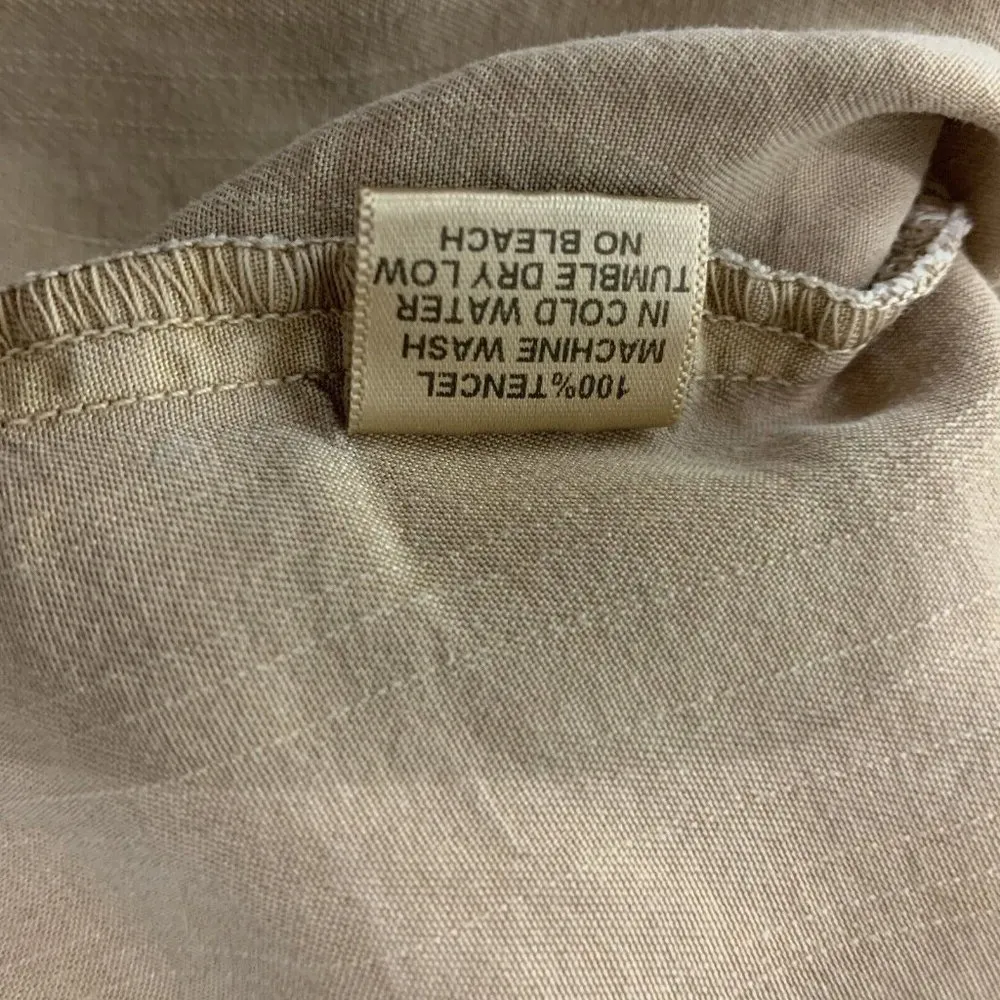 100%TENCEL
MACHINE WASH
IN COLD WATER
TUMBLE DRY LOW
NO BLEACH